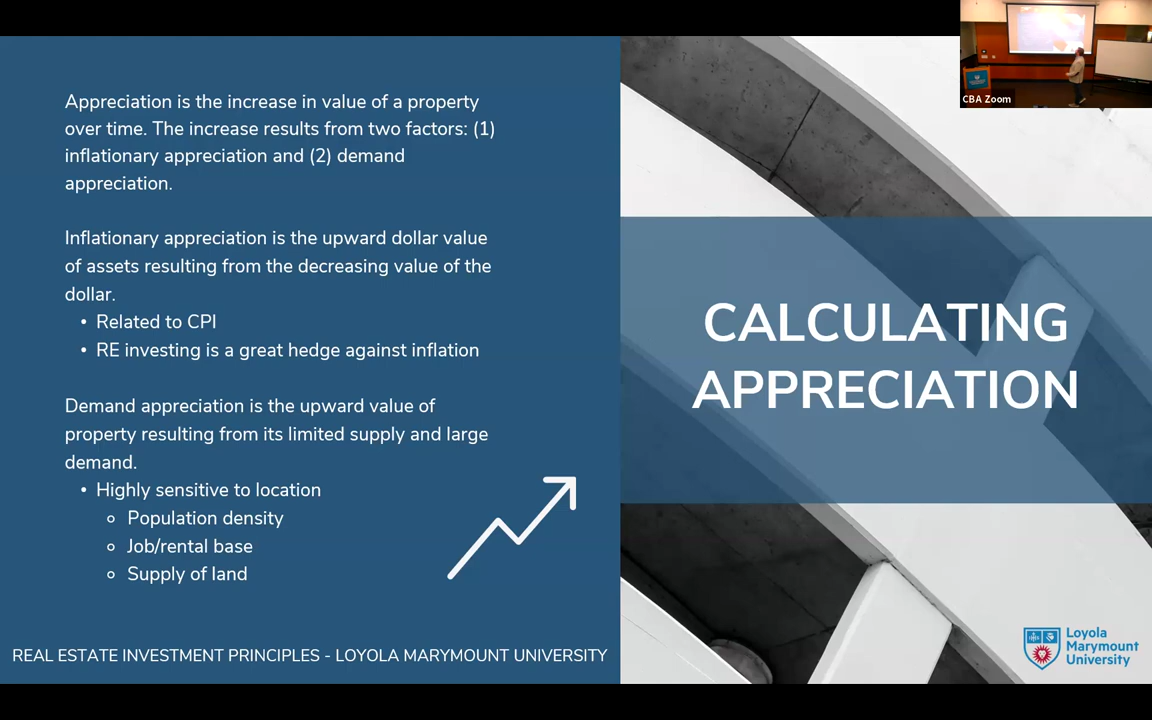 CBA Zoom
Appreciation is the increase in value of a property
over time. The increase results from two factors: (1)
inflationary appreciation and (2) demand
appreciation.
Inflationary appreciation is the upward dollar value
of assets resulting from the decreasing value of the
dollar.
• Related to CPI
• RE investing is a great hedge against inflation
Demand appreciation is the upward value of
property resulting from its limited supply and large
demand.
• Highly sensitive to location
○ Population density
○ Job/rental base
○ Supply of land
CALCULATING
APPRECIATION
REAL ESTATE INVESTMENT PRINCIPLES - LOYOLA MARYMOUNT UNIVERSITY
Loyola
Marymount
University